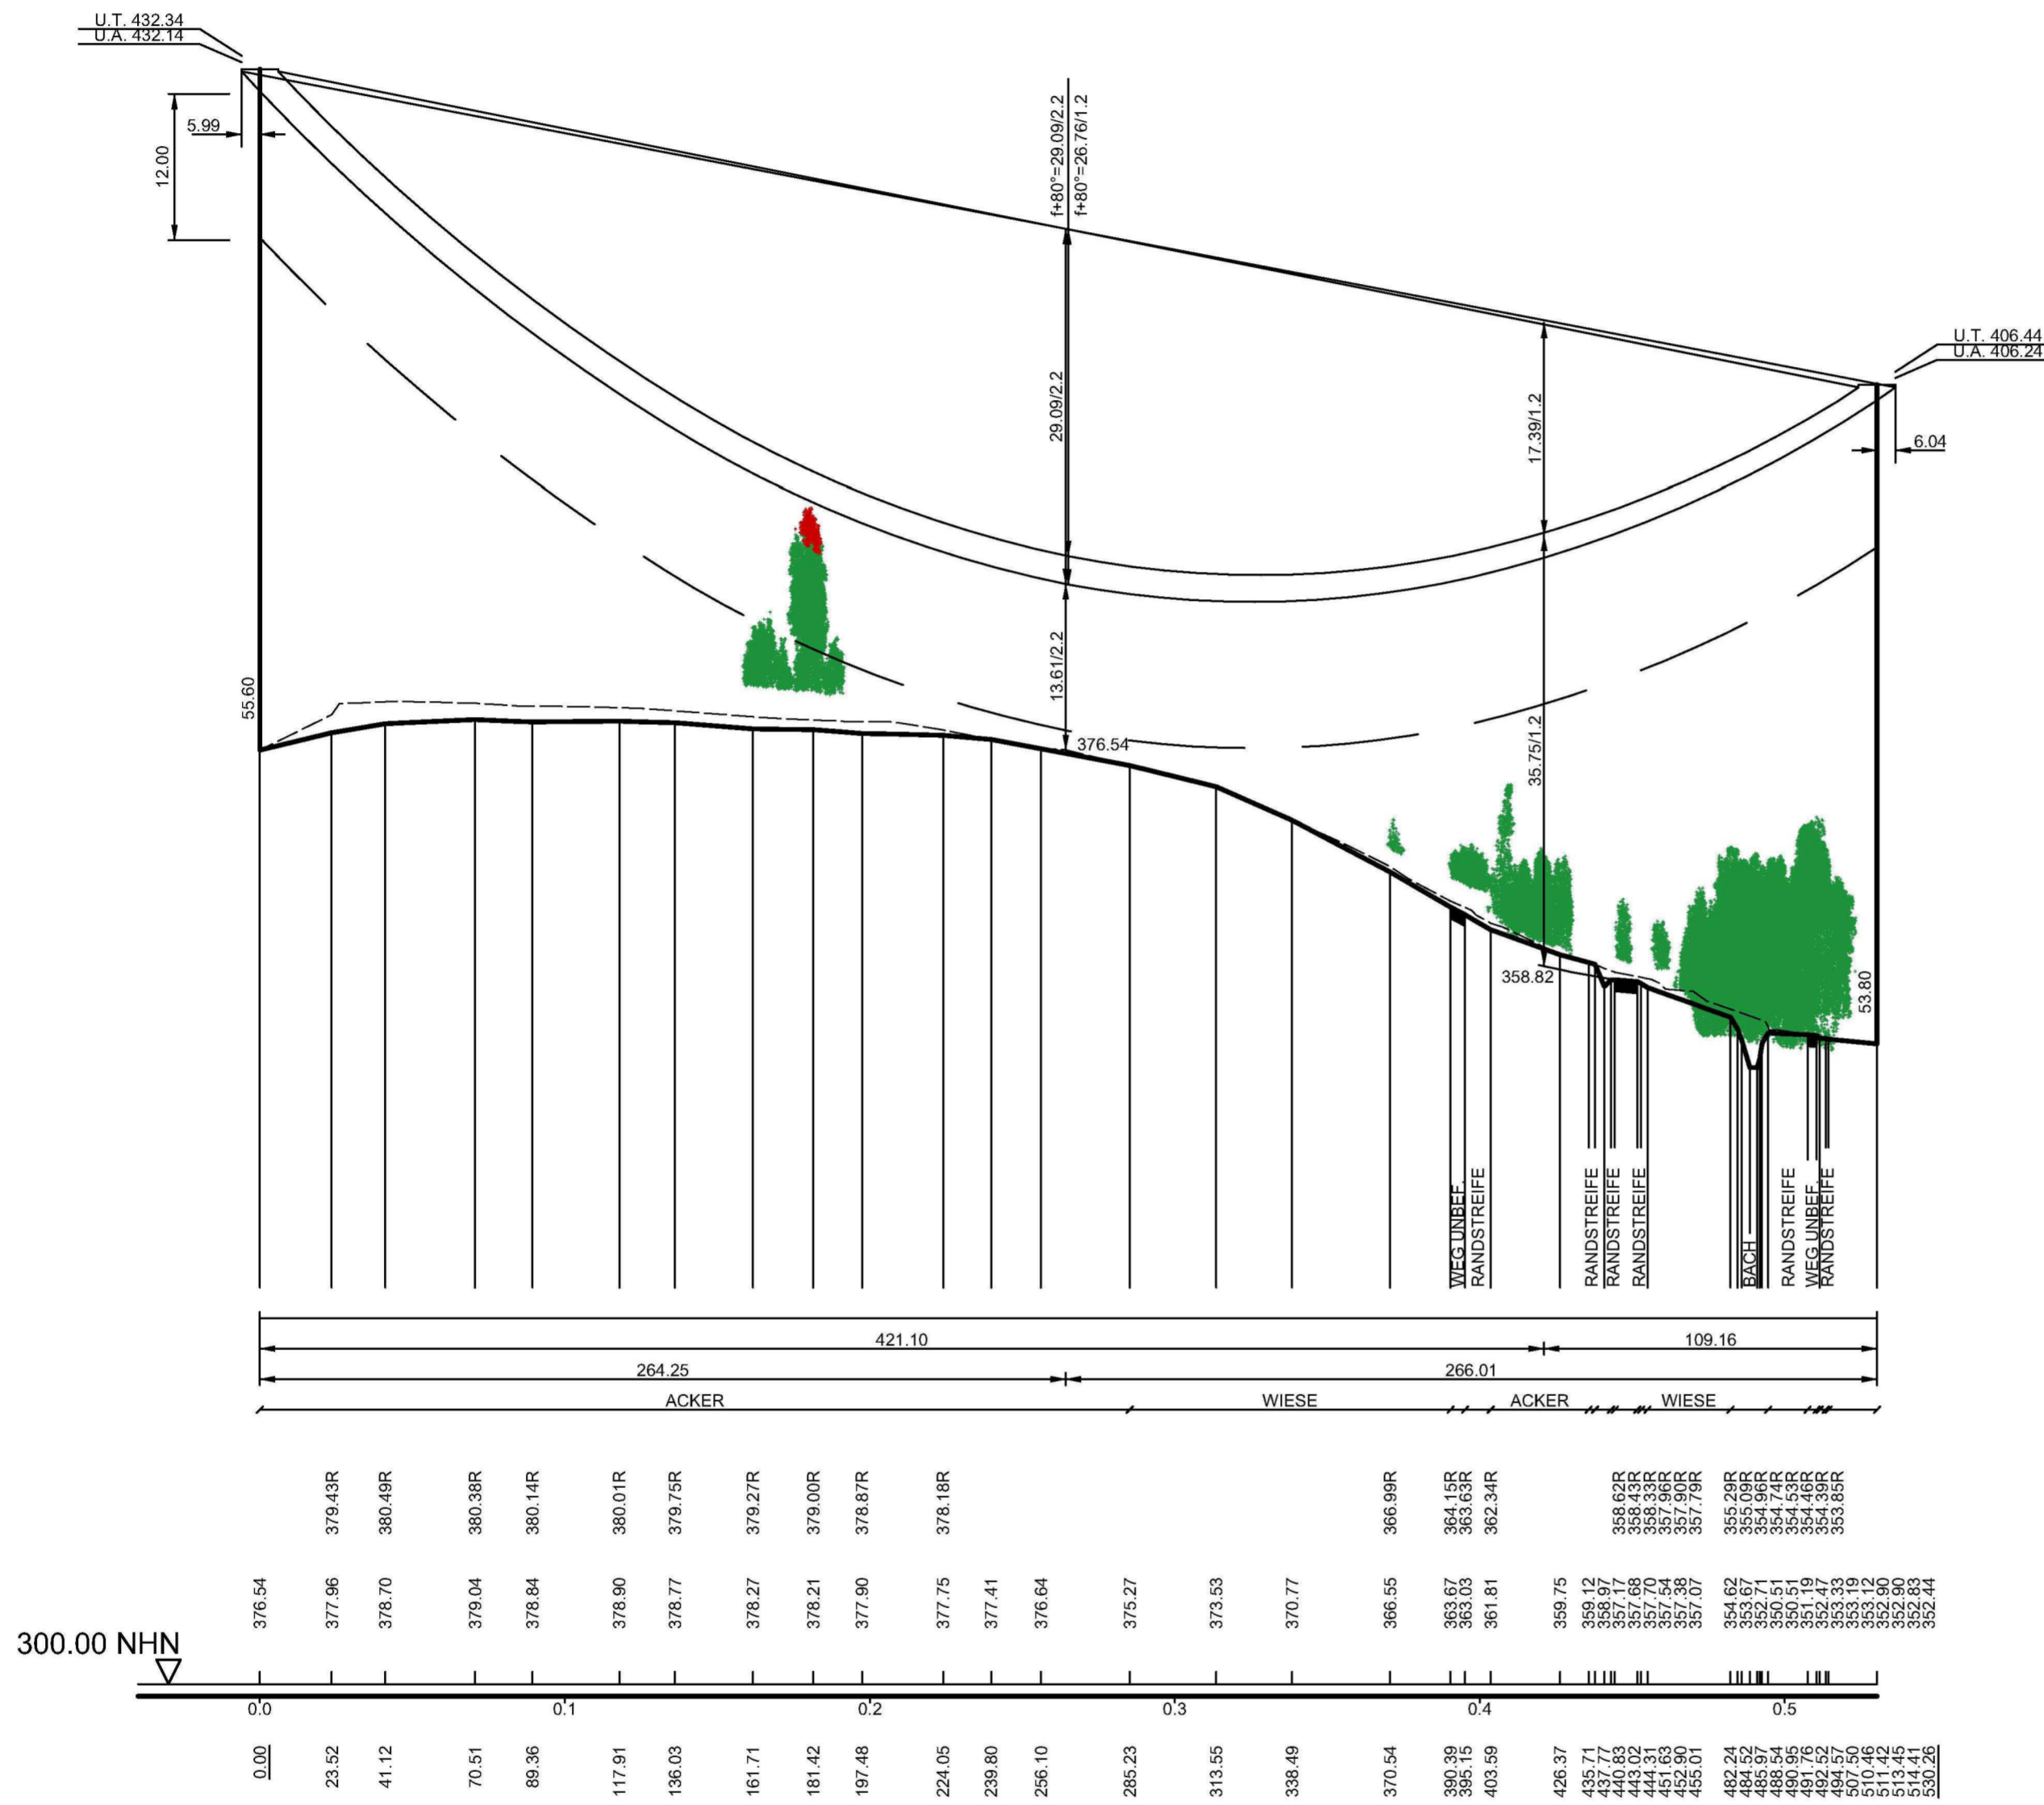 U.T. 432.34
U.A. 432.14
5.99
12.00
f+80°=29.09/2.2
f+80°=26.76/1.2
U.T. 406.44
U.A. 406.24
6.04
29.09/2.2
17.39/1.2
13.61/2.2
35.75/1.2
55.60
376.54
358.82
53.80
WEG UNBEF.
RANDSTREIFE
RANDSTREIFE
RANDSTREIFE
RANDSTREIFE
BACH
RANDSTREIFE
WEG UNBEF.
RANDSTREIFE
421.10
109.16
264.25
266.01
ACKER
WIESE
ACKER
WIESE
379.43R
380.49R
380.38R
380.14R
380.01R
379.75R
379.27R
379.00R
378.87R
378.18R
366.99R
364.15R
363.63R
362.34R
358.62R
358.43R
358.33R
357.96R
357.90R
357.79R
355.29R
355.09R
354.96R
354.74R
354.53R
354.46R
354.39R
353.85R
376.54
377.96
378.70
379.04
378.84
378.90
378.77
378.27
378.21
377.90
377.75
377.41
376.64
375.27
373.53
370.77
366.55
363.67
363.03
361.81
359.75
359.12
358.97
357.17
357.68
357.70
357.54
357.38
357.07
354.62
353.67
352.71
350.51
350.51
351.19
352.47
353.33
353.19
353.12
352.90
352.90
352.83
352.44
300.00 NHN
0.0
0.1
0.2
0.3
0.4
0.5
0.00
23.52
41.12
70.51
89.36
117.91
136.03
161.71
181.42
197.48
224.05
239.80
256.10
285.23
313.55
338.49
370.54
390.39
395.15
403.59
426.37
435.71
437.77
440.83
443.02
444.31
451.63
452.90
455.01
482.24
484.52
485.97
488.54
490.95
491.76
492.52
494.57
507.50
510.46
511.42
513.45
514.41
530.26